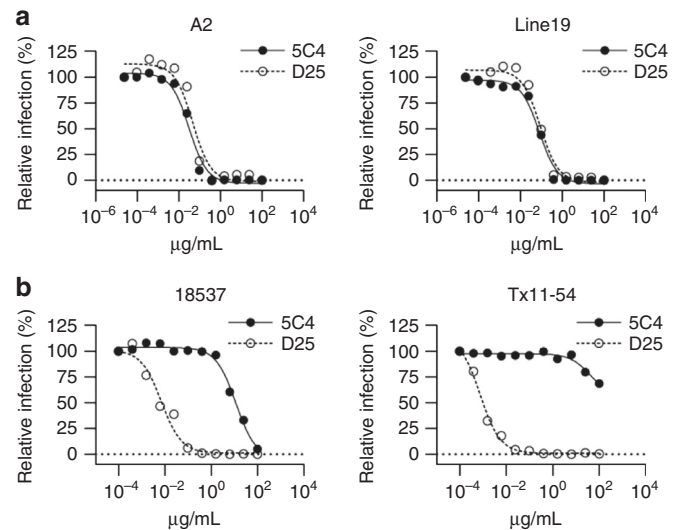 a
A2
Relative infection (%)
125
100
75
50
25
0
10⁻⁶ 10⁻⁴ 10⁻² 10⁰ 10² 10⁴
µg/mL
5C4
D25
Line19
Relative infection (%)
125
100
75
50
25
0
10⁻⁶ 10⁻⁴ 10⁻² 10⁰ 10² 10⁴
µg/mL
5C4
D25
b
18537
Relative infection (%)
125
100
75
50
25
0
10⁻⁴ 10⁻² 10⁰ 10² 10⁴
µg/mL
5C4
D25
Tx11-54
Relative infection (%)
125
100
75
50
25
0
10⁻⁴ 10⁻² 10⁰ 10² 10⁴
µg/mL
5C4
D25